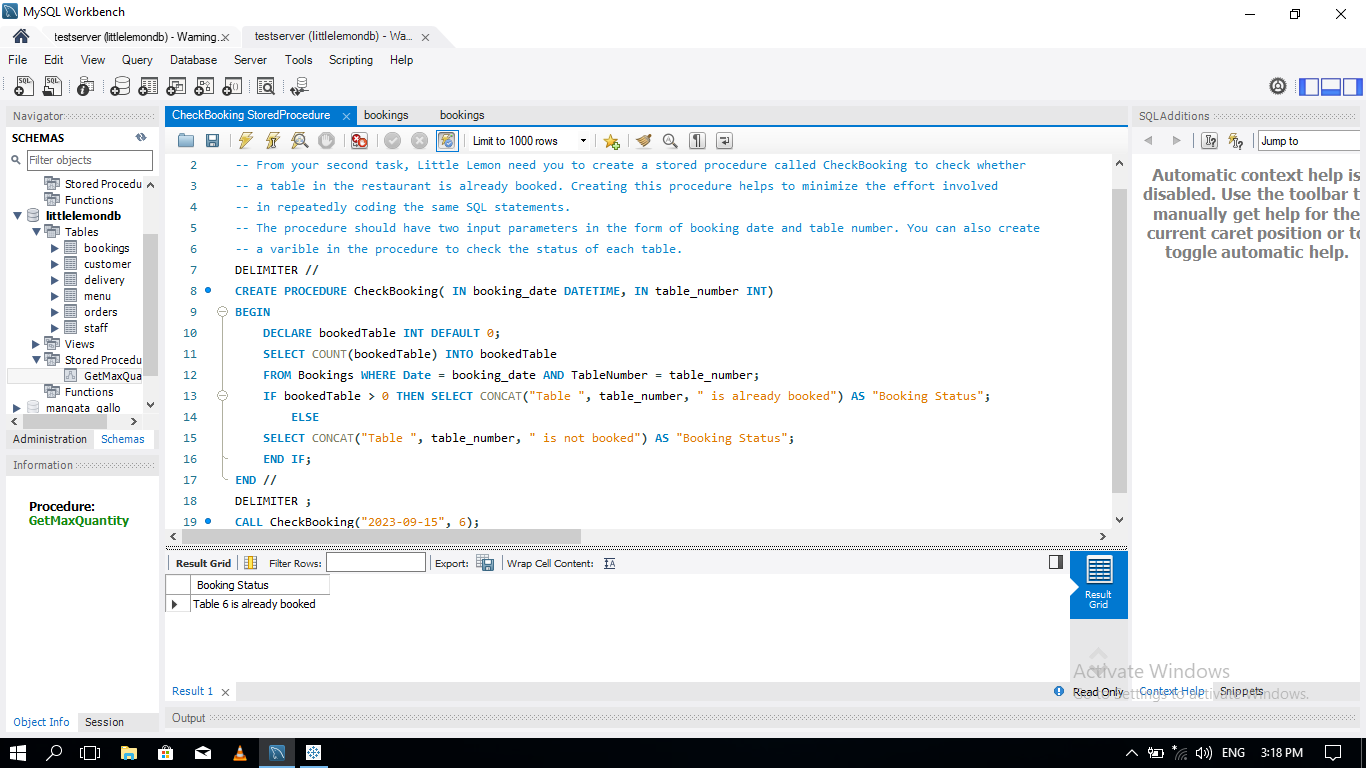 MySQL Workbench
testserver (littlelemondb) - Warning...
testserver (littlelemondb) - Wa...
File Edit View Query Database Server Tools Scripting Help
Navigator
SCHEMAS
Filter objects
Stored Procedu
Functions
littlelemondb
Tables
bookings
customer
delivery
menu
orders
staff
Views
Stored Procedu
GetMaxQua
Functions
mangata_gallo
Administration Schemas
Information
Procedure:
GetMaxQuantity
Object Info Session
CheckBooking StoredProcedure bookings bookings
Limit to 1000 rows
2 -- From your second task, Little Lemon need you to create a stored procedure called CheckBooking to check whether
3 -- a table in the restaurant is already booked. Creating this procedure helps to minimize the effort involved
4 -- in repeatedly coding the same SQL statements.
5 -- The procedure should have two input parameters in the form of booking date and table number. You can also create
6 -- a varible in the procedure to check the status of each table.
7 DELIMITER //
8 CREATE PROCEDURE CheckBooking( IN booking_date DATETIME, IN table_number INT)
9 BEGIN
10 DECLARE bookedTable INT DEFAULT 0;
11 SELECT COUNT(bookedTable) INTO bookedTable
12 FROM Bookings WHERE Date = booking_date AND TableNumber = table_number;
13 IF bookedTable > 0 THEN SELECT CONCAT("Table ", table_number, " is already booked") AS "Booking Status";
14 ELSE
15 SELECT CONCAT("Table ", table_number, " is not booked") AS "Booking Status";
16 END IF;
17 END //
18 DELIMITER ;
19 CALL CheckBooking("2023-09-15", 6);
Result Grid Filter Rows: Export: Wrap Cell Content:
Booking Status
Table 6 is already booked
Result Grid
Result 1
Read Only
Output
SQLAdditions
Jump to
Automatic context help is
disabled. Use the toolbar t
manually get help for the
current caret position or to
toggle automatic help.
Context Help Snippets
Activate Windows
Go to Settings to activate Windows.
ENG 3:18 PM